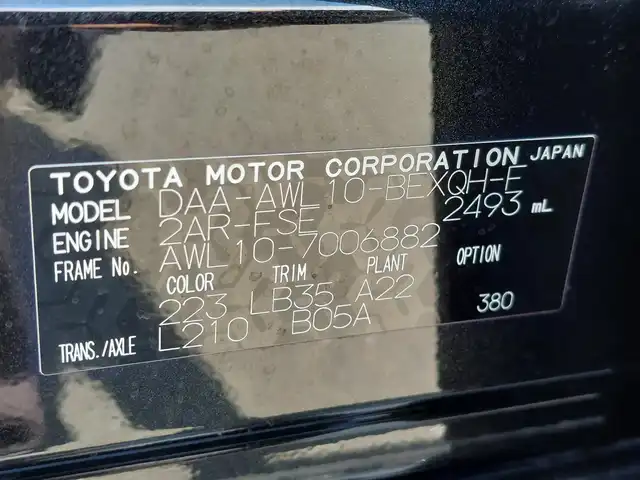 TOYOTA MOTOR CORPORATION JAPAN
MODEL DAA-AWL10-BEXQH-E
ENGINE 2AR-FSE 2493 mL
FRAME No. AWL10-7006882
COLOR TRIM PLANT OPTION
223 LB35 A22 380
TRANS./AXLE L210 B05A